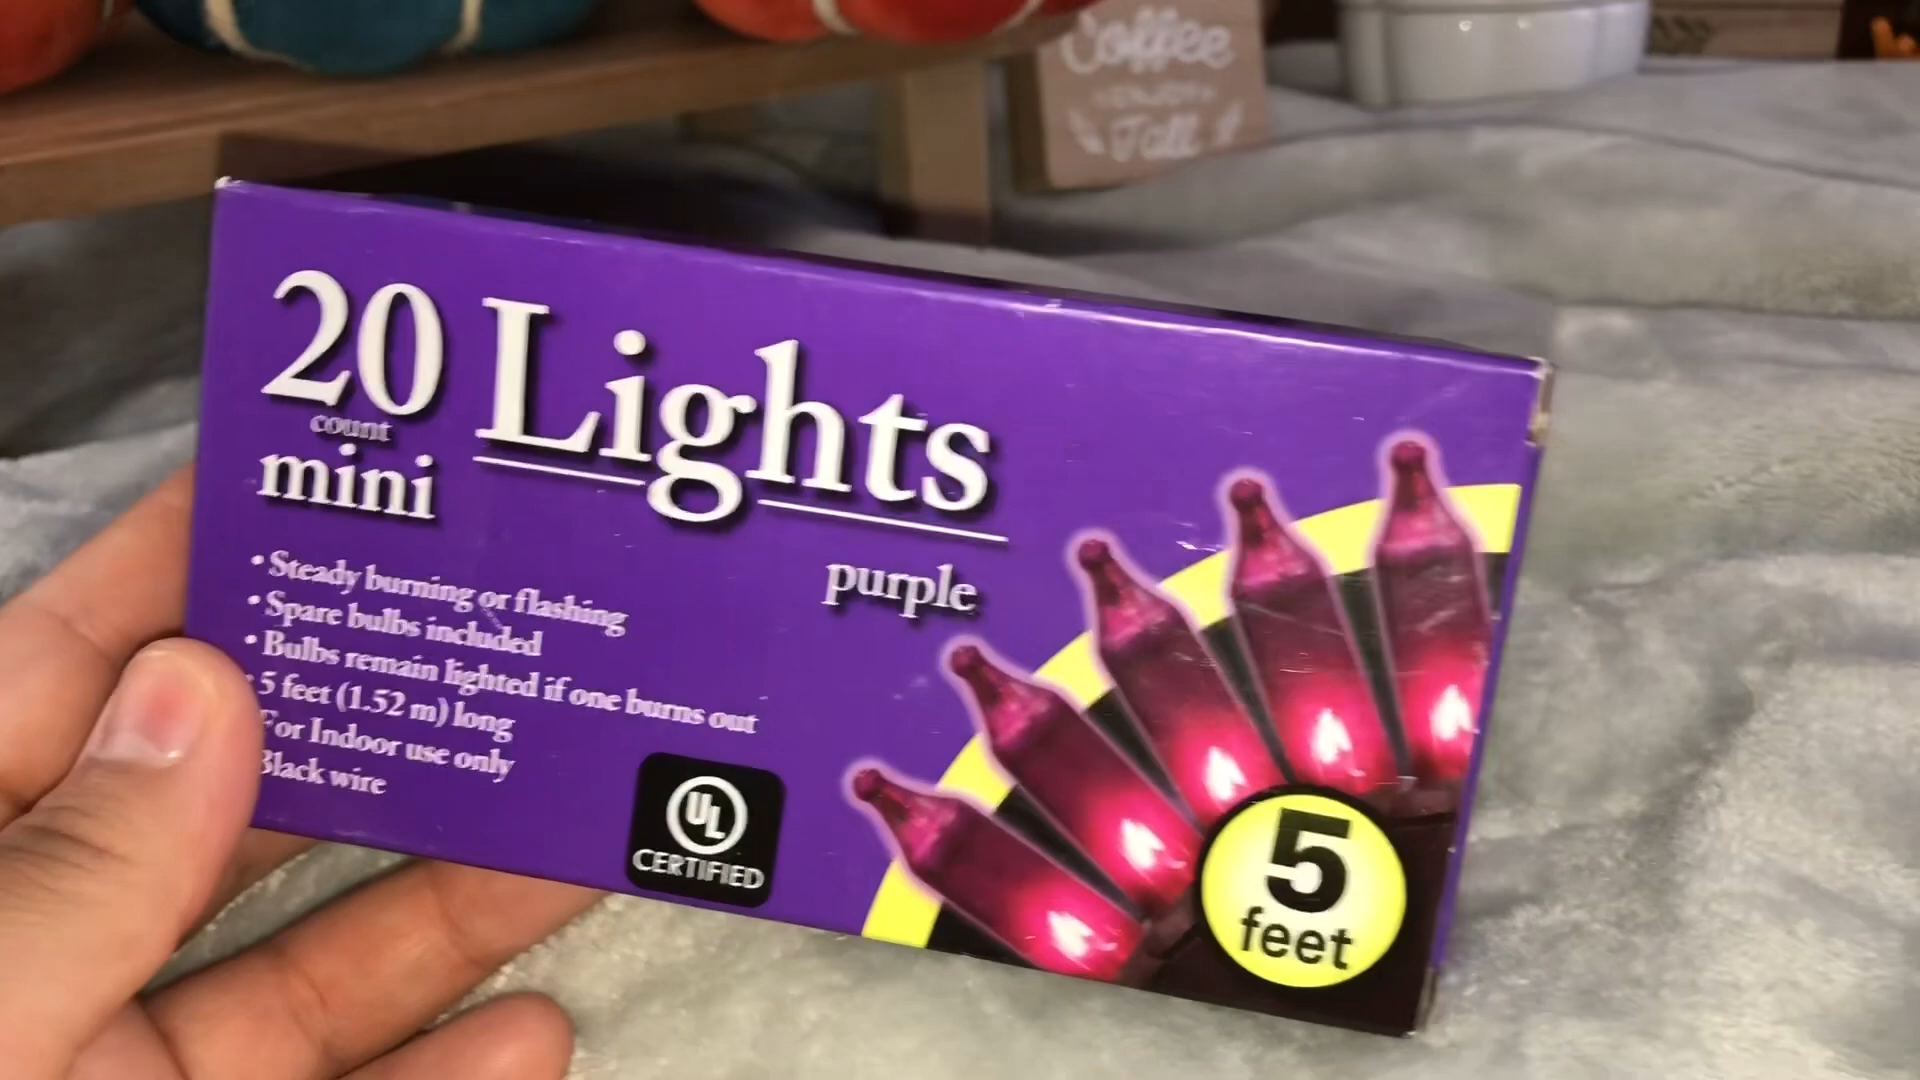 Coffee
Fall
20 Lights
count
mini
purple
• Steady burning or flashing
• Spare bulbs included
• Bulbs remain lighted if one burns out
5 feet (1.52 m) long
For Indoor use only
Black wire
UL
CERTIFIED
5
feet